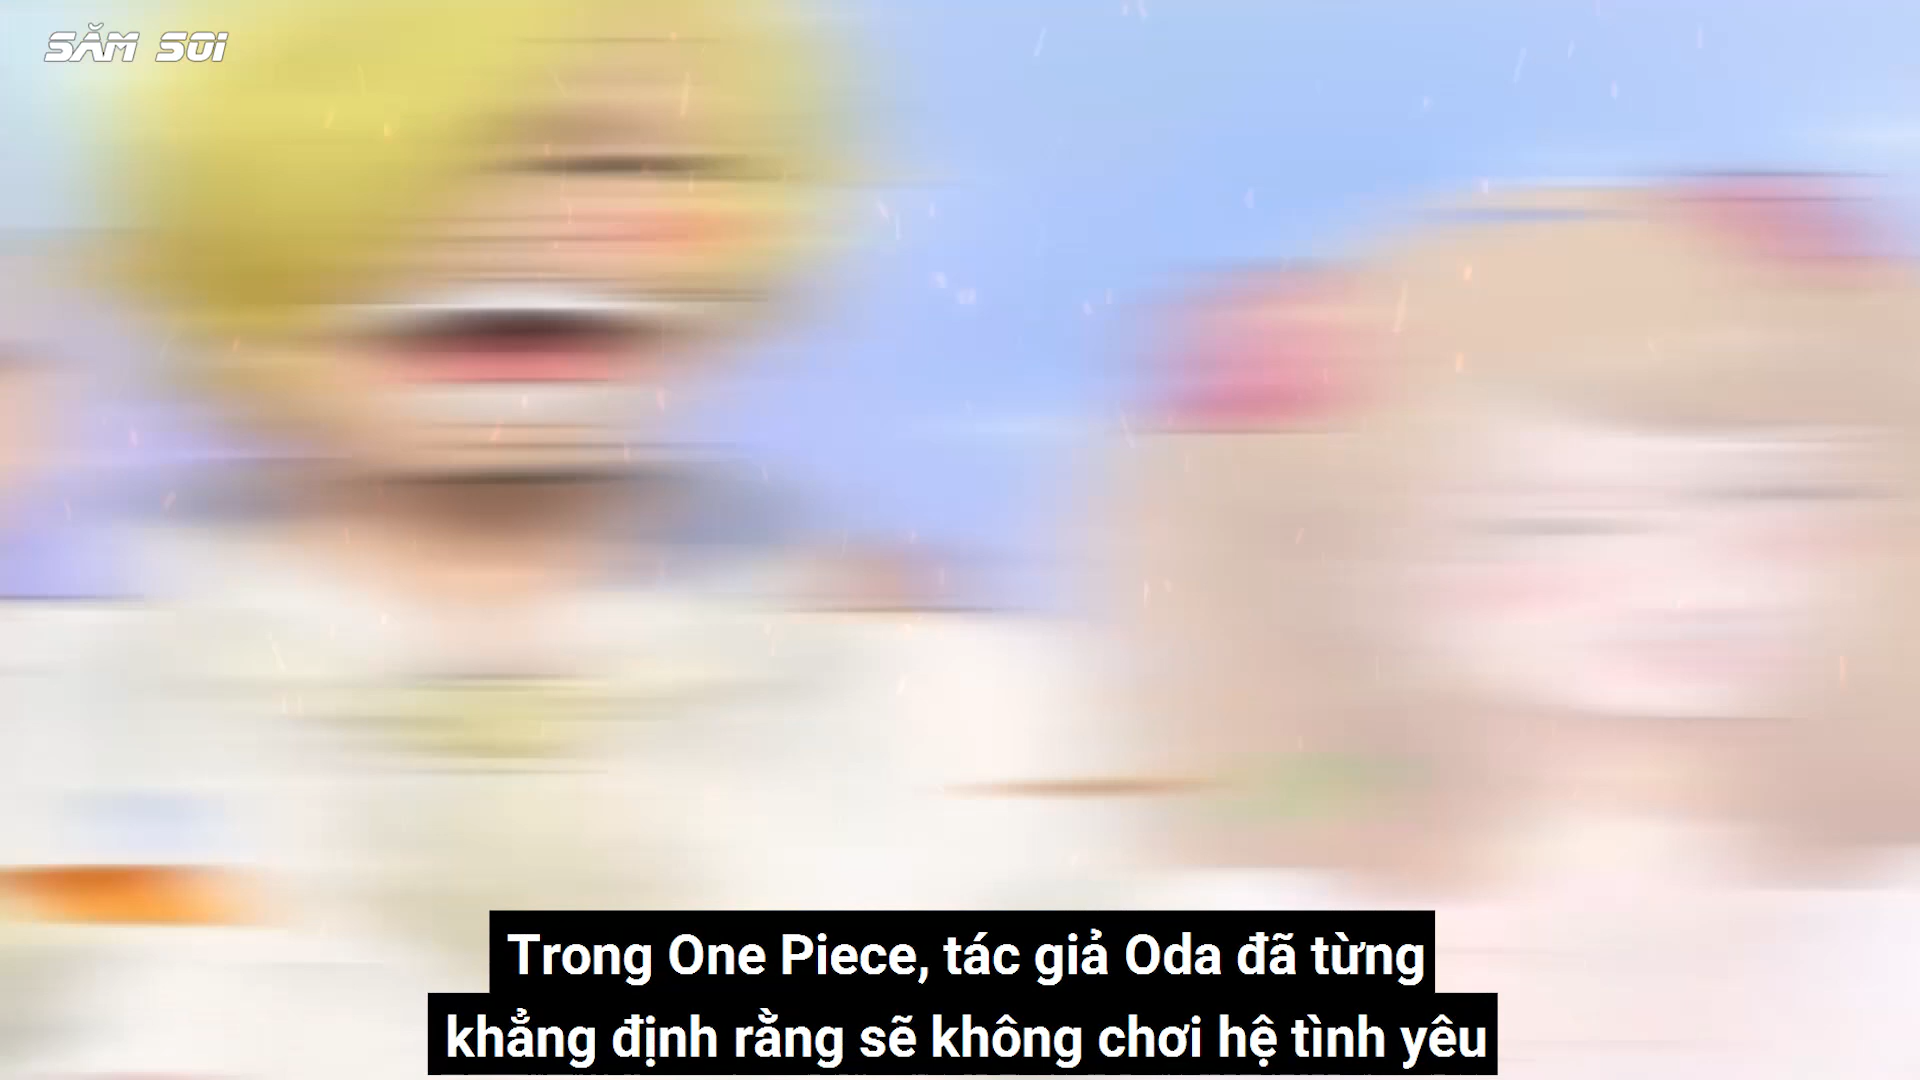 SĂM SOI
Trong One Piece, tác giả Oda đã từng
khẳng định rằng sẽ không chơi hệ tình yêu